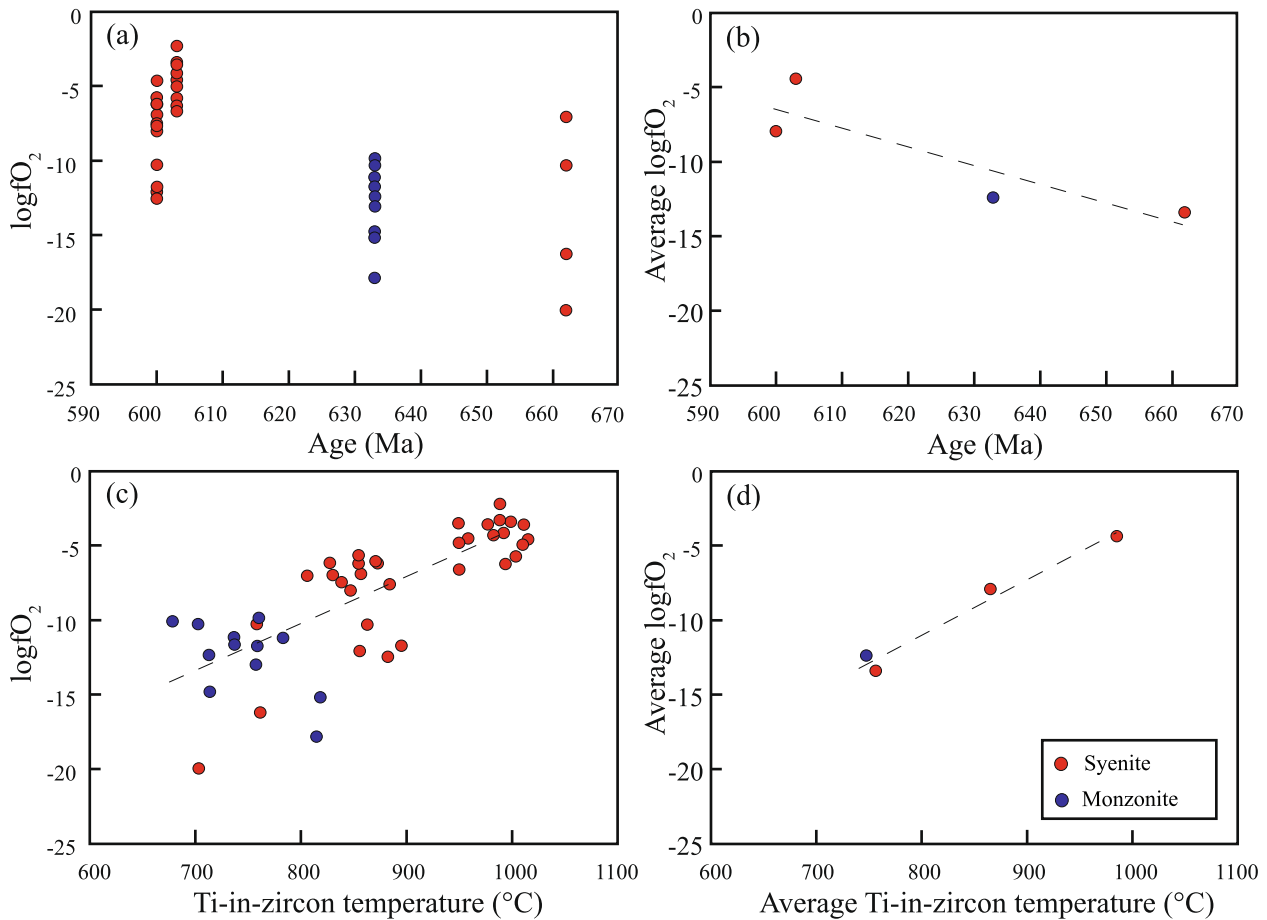 (a)
0
-5
-10
-15
-20
-25
logfO2
590 600 610 620 630 640 650 660 670
Age (Ma)
(b)
0
-5
-10
-15
-20
-25
Average logfO2
590 600 610 620 630 640 650 660 670
Age (Ma)
(c)
0
-5
-10
-15
-20
-25
logfO2
600 700 800 900 1000 1100
Ti-in-zircon temperature (°C)
(d)
0
-5
-10
-15
-20
-25
Average logfO2
Syenite
Monzonite
600 700 800 900 1000 1100
Average Ti-in-zircon temperature (°C)